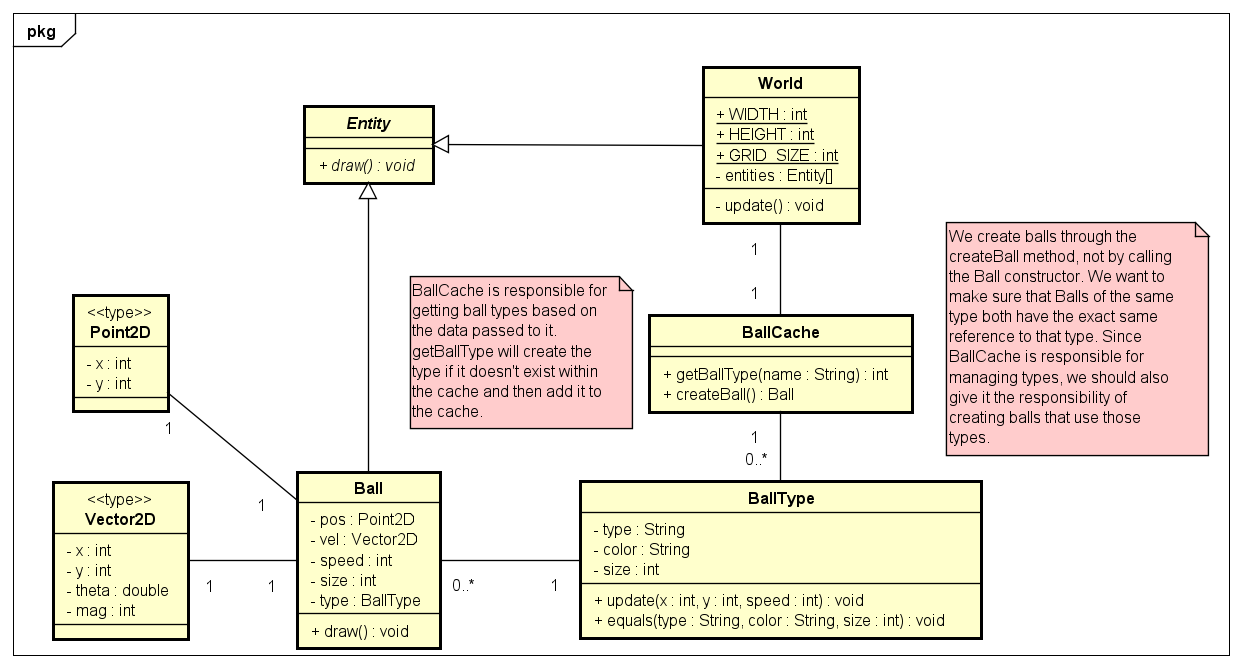 pkg
World
+ WIDTH : int
+ HEIGHT : int
+ GRID_SIZE : int
- entities : Entity[]
- update() : void
Entity
+ draw() : void
1
1
We create balls through the
createBall method, not by calling
the Ball constructor. We want to
make sure that Balls of the same
type both have the exact same
reference to that type. Since
BallCache is responsible for
managing types, we should also
give it the responsibility of
creating balls that use those
types.
BallCache is responsible for
getting ball types based on
the data passed to it.
getBallType will create the
type if it doesn't exist within
the cache and then add it to
the cache.
<<type>>
Point2D
- x : int
- y : int
BallCache
+ getBallType(name : String) : int
+ createBall() : Ball
1
1
1
0..*
<<type>>
Vector2D
- x : int
- y : int
- theta : double
- mag : int
1
1
Ball
- pos : Point2D
- vel : Vector2D
- speed : int
- size : int
- type : BallType
+ draw() : void
0..*
1
BallType
- type : String
- color : String
- size : int
+ update(x : int, y : int, speed : int) : void
+ equals(type : String, color : String, size : int) : void